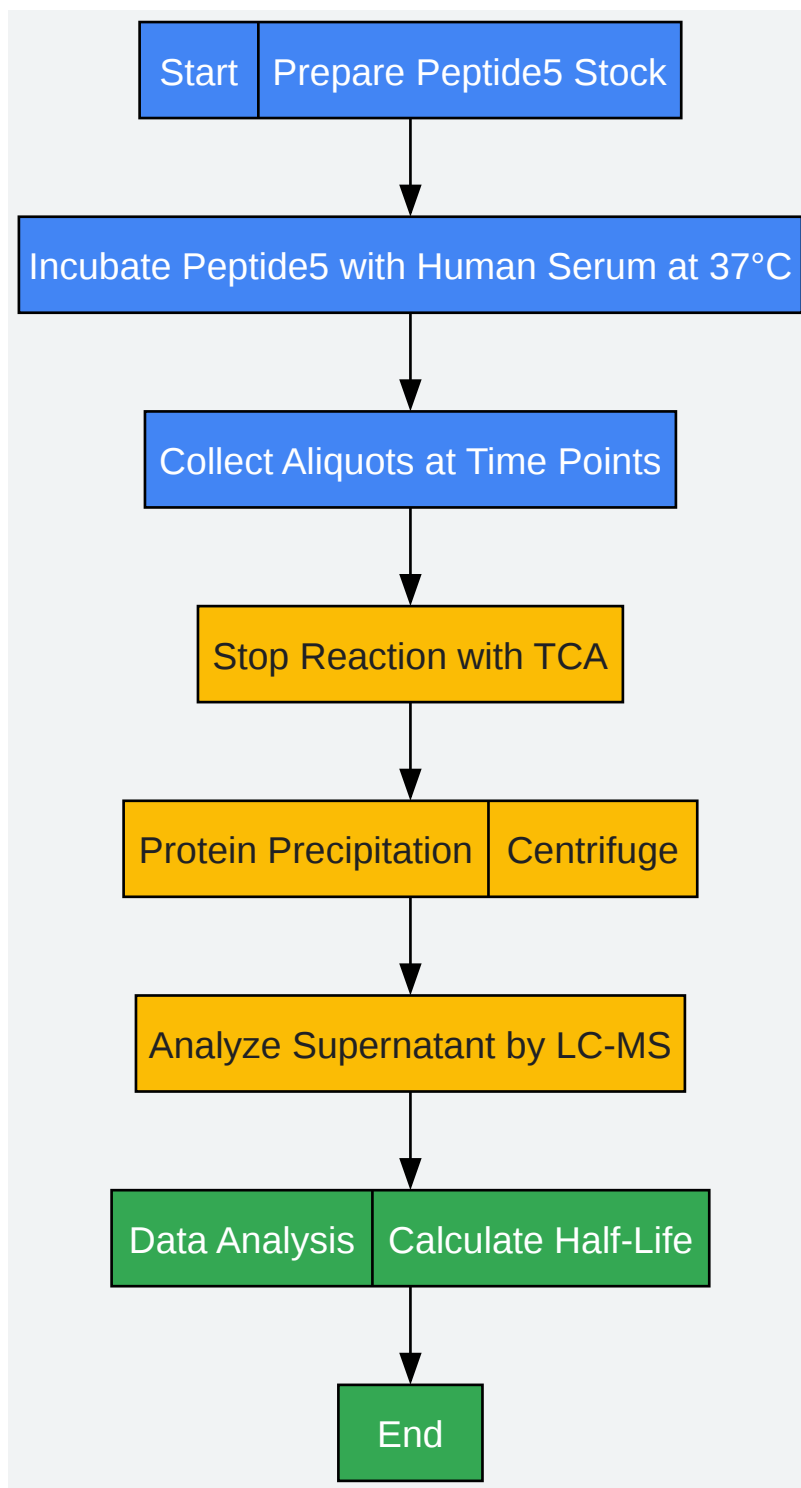 Start
Prepare Peptide5 Stock
Incubate Peptide5 with Human Serum at 37°C
Collect Aliquots at Time Points
Stop Reaction with TCA
Protein Precipitation
Centrifuge
Analyze Supernatant by LC-MS
Data Analysis
Calculate Half-Life
End